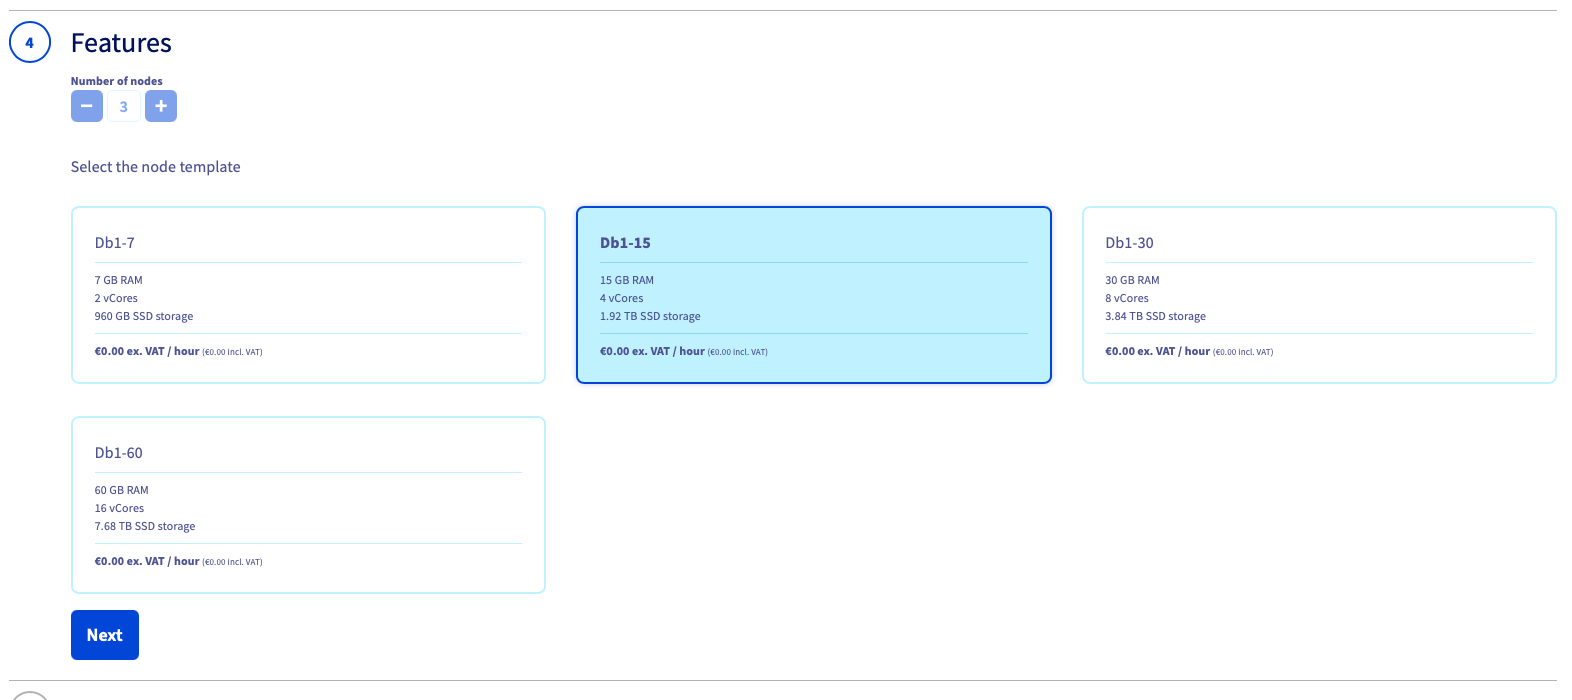 4
Features
Number of nodes
− 3 +
Select the node template
Db1-7
7 GB RAM
2 vCores
960 GB SSD storage
€0.00 ex. VAT / hour (€0.00 incl. VAT)
Db1-15
15 GB RAM
4 vCores
1.92 TB SSD storage
€0.00 ex. VAT / hour (€0.00 incl. VAT)
Db1-30
30 GB RAM
8 vCores
3.84 TB SSD storage
€0.00 ex. VAT / hour (€0.00 incl. VAT)
Db1-60
60 GB RAM
16 vCores
7.68 TB SSD storage
€0.00 ex. VAT / hour (€0.00 incl. VAT)
Next